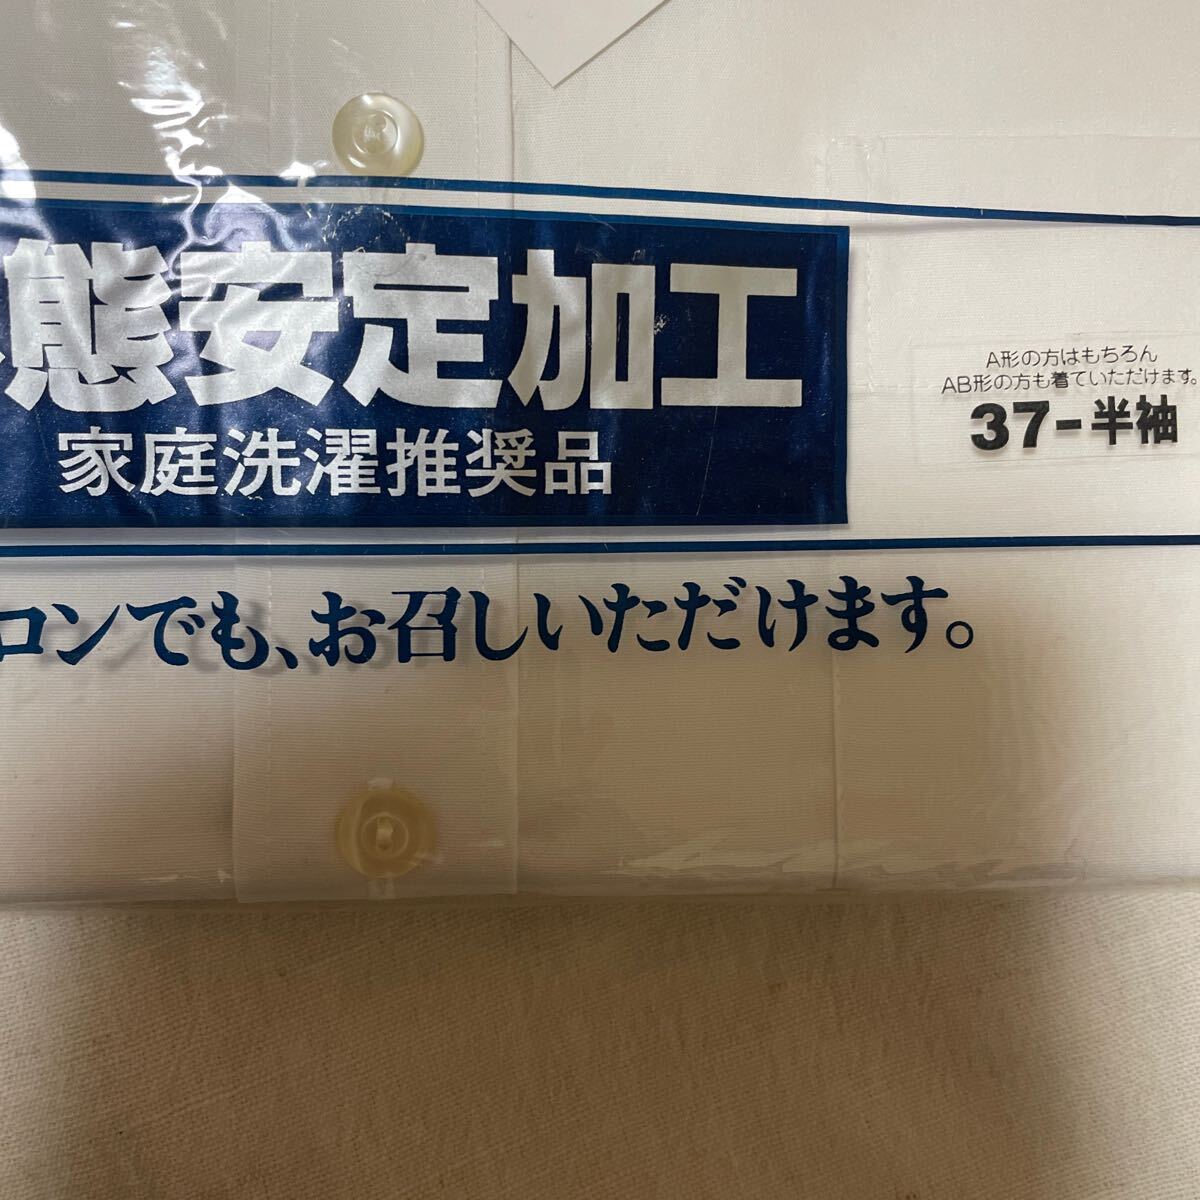 態安定加工
家庭洗濯推奨品
ロンでも、お召しいただけます。
A形の方はもちろん
AB形の方も着ていただけます。
37-半袖